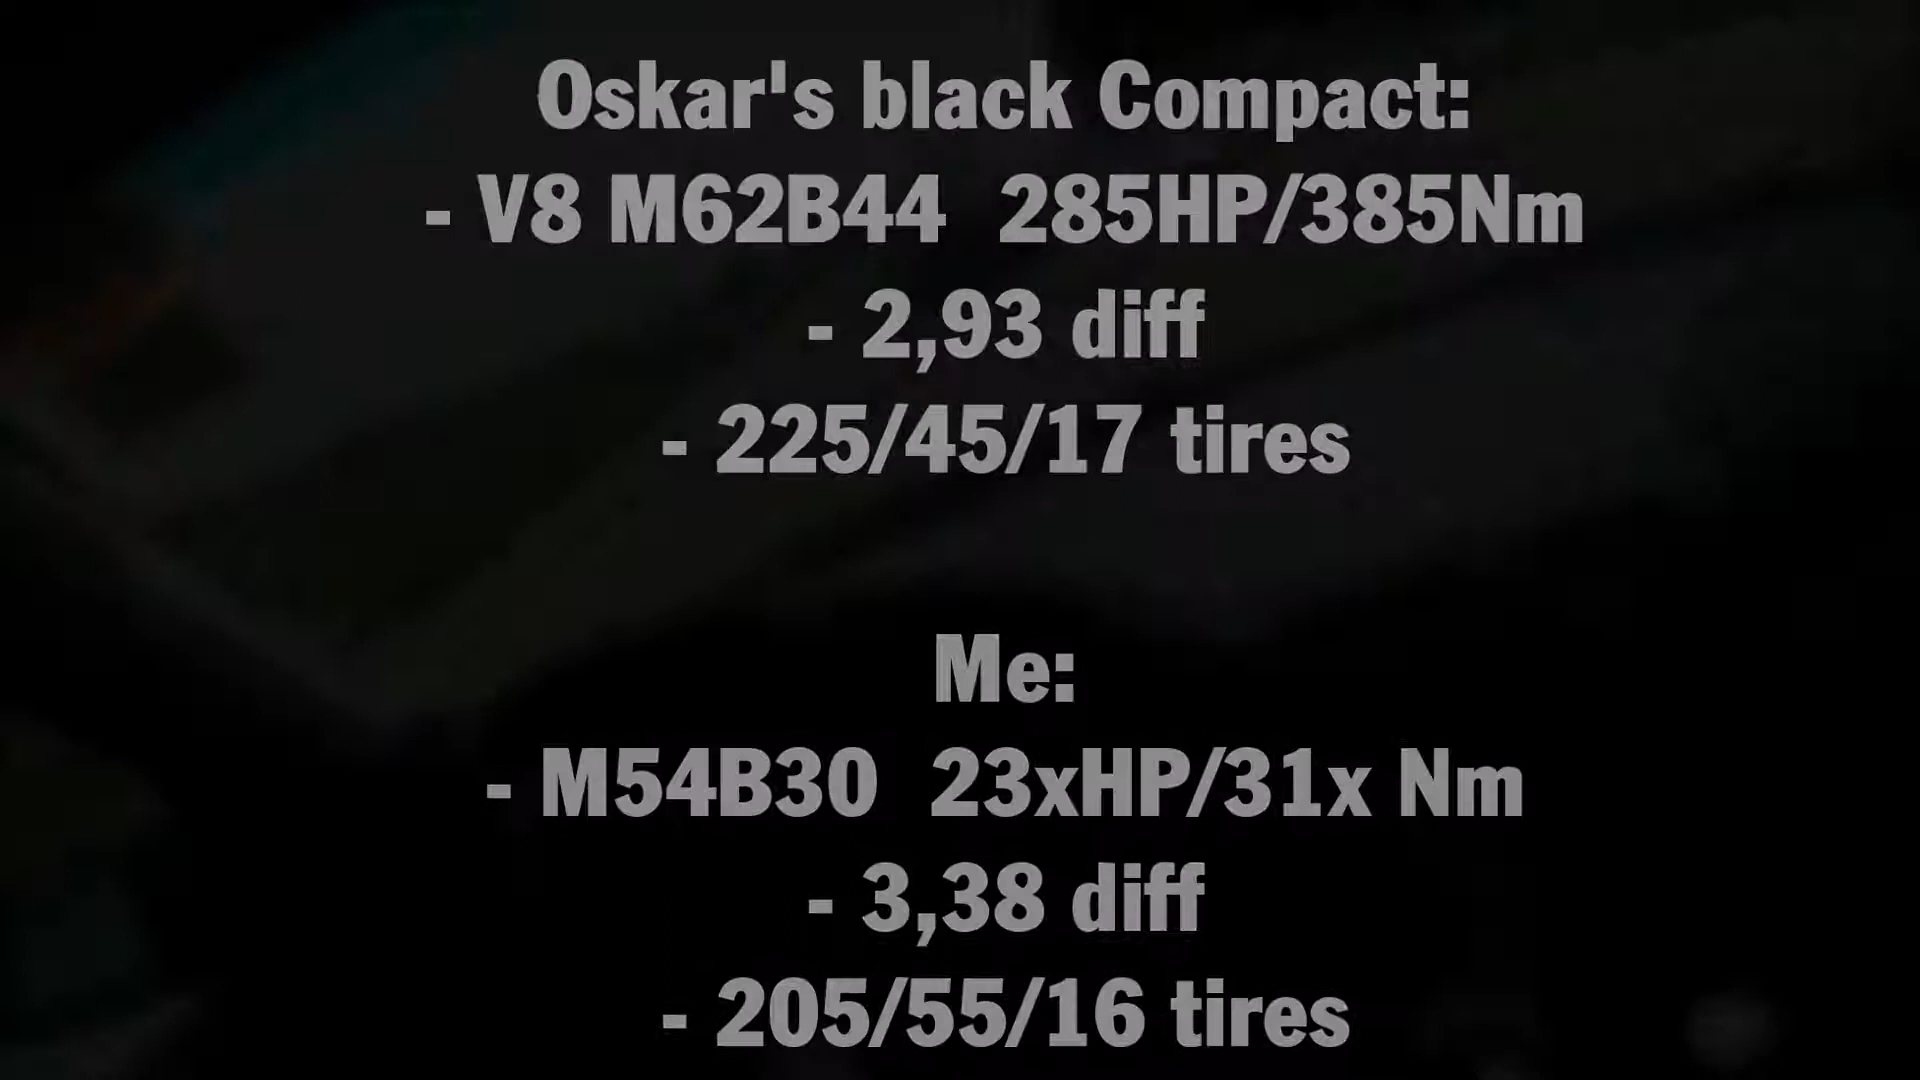 Oskar's black Compact:
- V8 M62B44 285HP/385Nm
- 2,93 diff
- 225/45/17 tires
Me:
- M54B30 23xHP/31x Nm
- 3,38 diff
- 205/55/16 tires